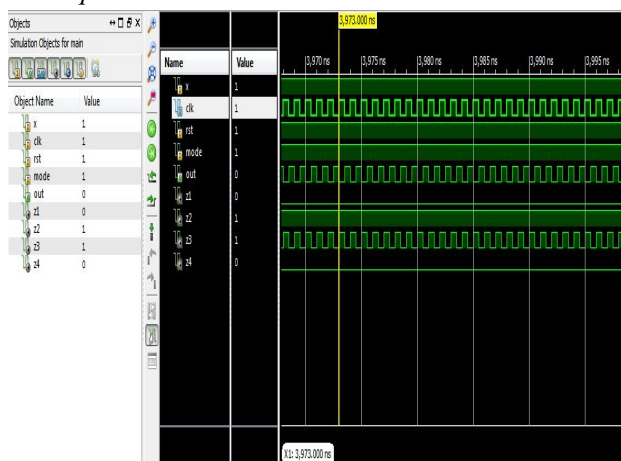 Objects
Simulation Objects for main
Object Name Value
x 1
clk 1
rst 1
mode 1
out 0
z1 0
z2 1
z3 1
z4 0
3,973.000 ns
Name Value
3,970 ns 3,975 ns 3,980 ns 3,985 ns 3,990 ns 3,995 ns
x 1
clk 1
rst 1
mode 1
out 0
z1 0
z2 1
z3 1
z4 0
X1: 3,973.000 ns